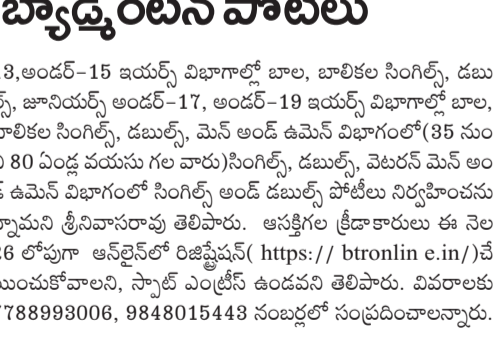 బ్యాడ్మింటన్ పోటీలు
13,అండర్-15 ఇయర్స్ విభాగాల్లో బాల, బాలికల సింగిల్స్, డబు
ల్స్, జూనియర్స్ అండర్-17, అండర్-19 ఇయర్స్ విభాగాల్లో బాల,
బాలికల సింగిల్స్, డబుల్స్, మెన్ అండ్ ఉమెన్ విభాగంలో(35 నుం
చి 80 ఏండ్ల వయసు గల వారు)సింగిల్స్, డబుల్స్, వెటరన్ మెన్ అం
డ్ ఉమెన్ విభాగంలో సింగిల్స్ అండ్ డబుల్స్ పోటీలు నిర్వహించను
న్నామని శ్రీనివాసరావు తెలిపారు. ఆసక్తిగల క్రీడాకారులు ఈ నెల
26 లోపుగా ఆన్‌లైన్‌లో రిజిష్ట్రేషన్( https:// btronlin e.in/)చే
యించుకోవాలని, స్పాట్ ఎంట్రీస్ ఉండవని తెలిపారు. వివరాలకు
7788993006, 9848015443 నంబర్లలో సంప్రదించాలన్నారు.